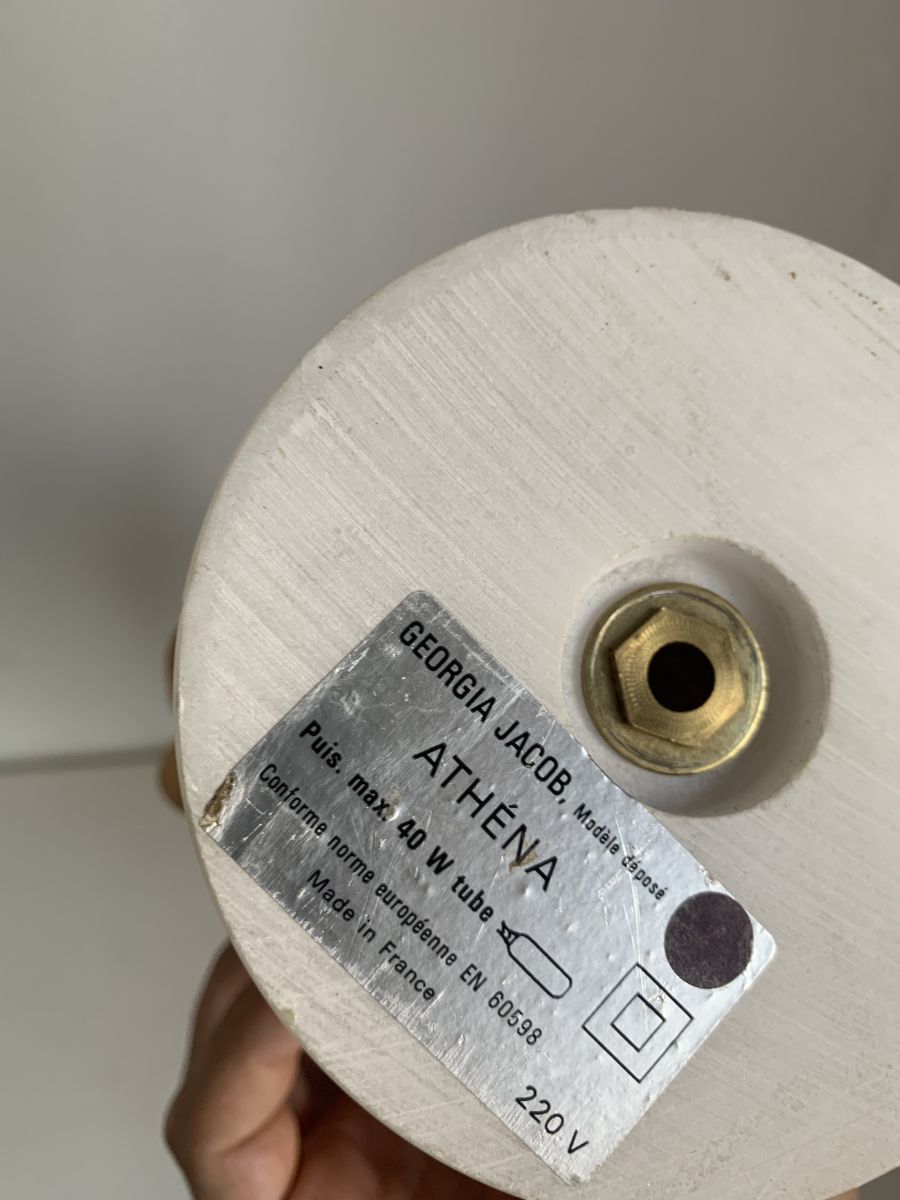 GEORGIA JACOB, Modèle déposé
ATHÉNA
Puis. max. 40 W tube
Conforme norme européenne EN 60598
Made in France
220 V